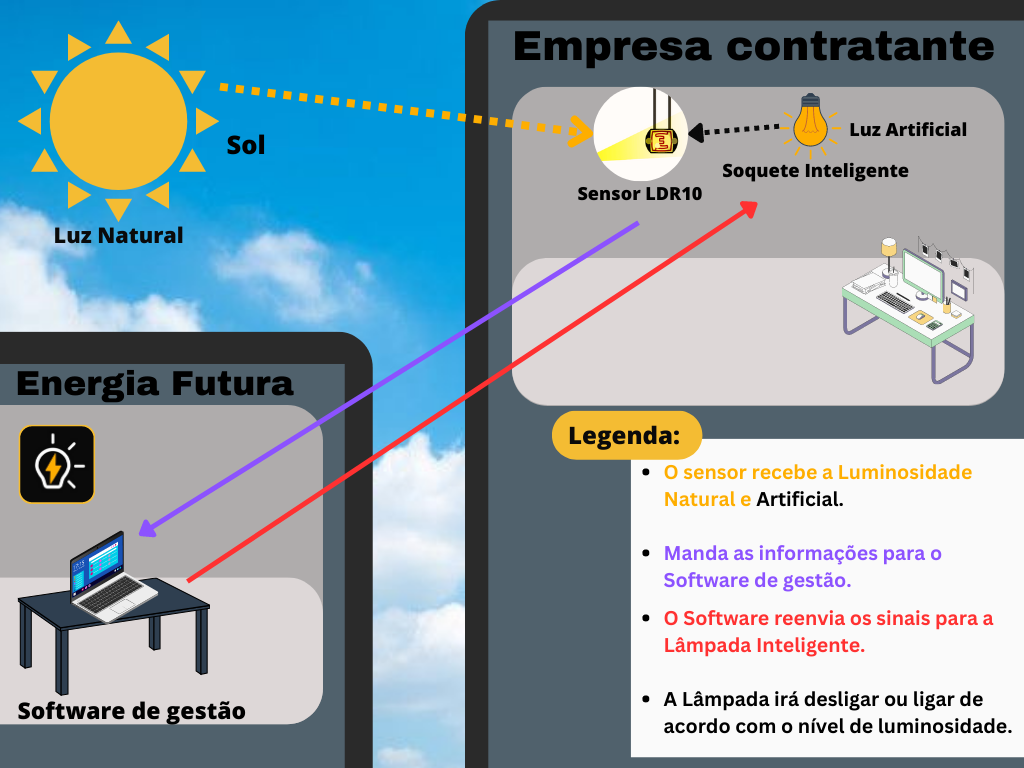 Empresa contratante
Sol
Luz Natural
Luz Artificial
Soquete Inteligente
Sensor LDR10
Energia Futura
Software de gestão
Legenda:
• O sensor recebe a Luminosidade
Natural e Artificial.
• Manda as informações para o
Software de gestão.
• O Software reenvia os sinais para a
Lâmpada Inteligente.
• A Lâmpada irá desligar ou ligar de
acordo com o nível de luminosidade.